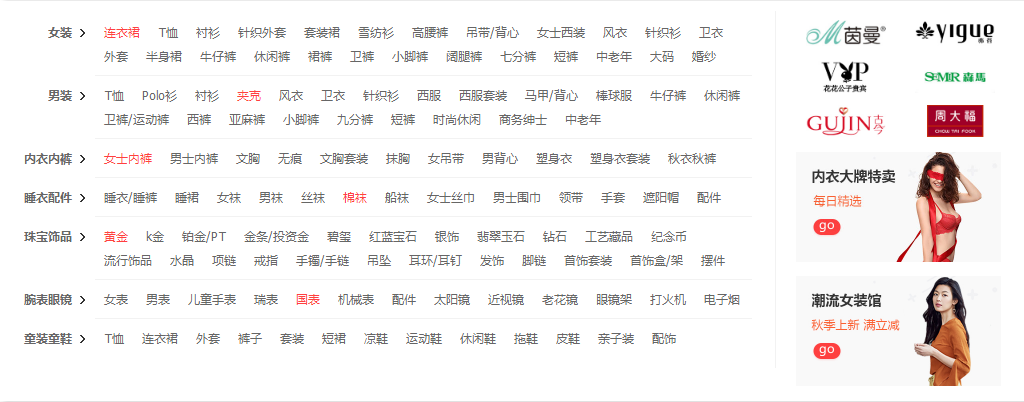 女装 > 连衣裙 T恤 衬衫 针织外套 套装裙 雪纺衫 高腰裤 吊带/背心 女士西装 风衣 针织衫 卫衣
外套 半身裙 牛仔裤 休闲裤 裙裤 卫裤 小脚裤 阔腿裤 七分裤 短裤 中老年 大码 婚纱
男装 > T恤 Polo衫 衬衫 夹克 风衣 卫衣 针织衫 西服 西服套装 马甲/背心 棒球服 牛仔裤 休闲裤
卫裤/运动裤 西裤 亚麻裤 小脚裤 九分裤 短裤 时尚休闲 商务绅士 中老年
内衣内裤 > 女士内裤 男士内裤 文胸 无痕 文胸套装 抹胸 女吊带 男背心 塑身衣 塑身衣套装 秋衣秋裤
睡衣配件 > 睡衣/睡裤 睡裙 女袜 男袜 丝袜 棉袜 船袜 女士丝巾 男士围巾 领带 手套 遮阳帽 配件
珠宝饰品 > 黄金 k金 铂金/PT 金条/投资金 碧玺 红蓝宝石 银饰 翡翠玉石 钻石 工艺藏品 纪念币
流行饰品 水晶 项链 戒指 手镯/手链 吊坠 耳环/耳钉 发饰 脚链 首饰套装 首饰盒/架 摆件
腕表眼镜 > 女表 男表 儿童手表 瑞表 国表 机械表 配件 太阳镜 近视镜 老花镜 眼镜架 打火机 电子烟
童装童鞋 > T恤 连衣裙 外套 裤子 套装 短裙 凉鞋 运动鞋 休闲鞋 拖鞋 皮鞋 亲子装 配饰
茵曼®
yigue
VIP
花花公子贵宾
SEMIR 森馬
GUJIN 古今
周大福
CHOW TAI FOOK
内衣大牌特卖
每日精选
go
潮流女装馆
秋季上新 满立减
go